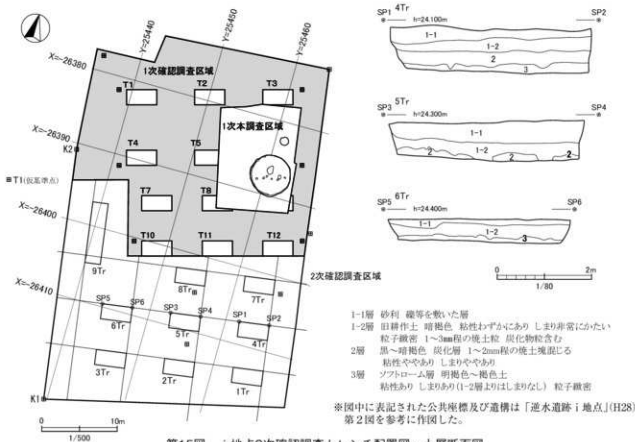 Y=25440
Y=25450
Y=25460
X=-26380
X=-26390
X=-26400
X=-26410
1次確認調査区域
T1
T2
T3
1次本調査区域
T4
T5
K2
T1(仮基準点)
T7
T8
T10
T11
T12
2次確認調査区域
9Tr
8Tr
7Tr
SP5
SP6
6Tr
SP3
SP4
5Tr
SP1
SP2
4Tr
3Tr
2Tr
1Tr
K1
0
10m
1/500
SP1
4Tr
SP2
h=24.100m
1-1
1-2
2
3
SP3
5Tr
SP4
h=24.300m
1-1
1-2
2
2
2
SP5
6Tr
SP6
h=24.400m
1-1
1-2
3
0
2m
1/80
1-1層 砂利 礫等を敷いた層
1-2層 旧耕作土 暗褐色 粘性わずかにあり しまり非常にかたい
粒子緻密 1～3mm程の焼土粒 炭化物粒含む
2層 黒～暗褐色 炭化層 1～2mm程の焼土塊混じる
粘性ややあり しまりややあり
3層 ソフトローム層 明褐色～褐色土
粘性あり しまりあり(1-2層よりはしまりなし) 粒子緻密
※図中に表記された公共座標及び遺構は「逆水遺跡ｉ地点」(H28)
第２図を参考に作図した。